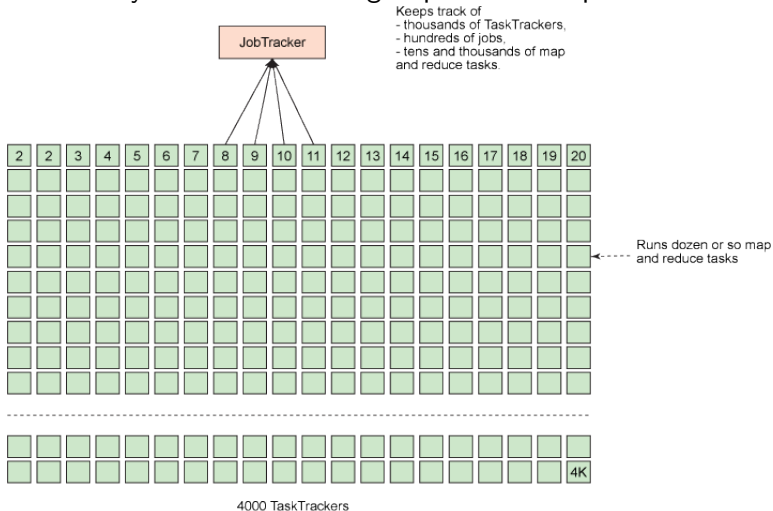 Keeps track of
- thousands of TaskTrackers,
- hundreds of jobs,
- tens and thousands of map
and reduce tasks.
JobTracker
2 2 3 4 5 6 7 8 9 10 11 12 13 14 15 16 17 18 19 20
Runs dozen or so map
and reduce tasks
4K
4000 TaskTrackers